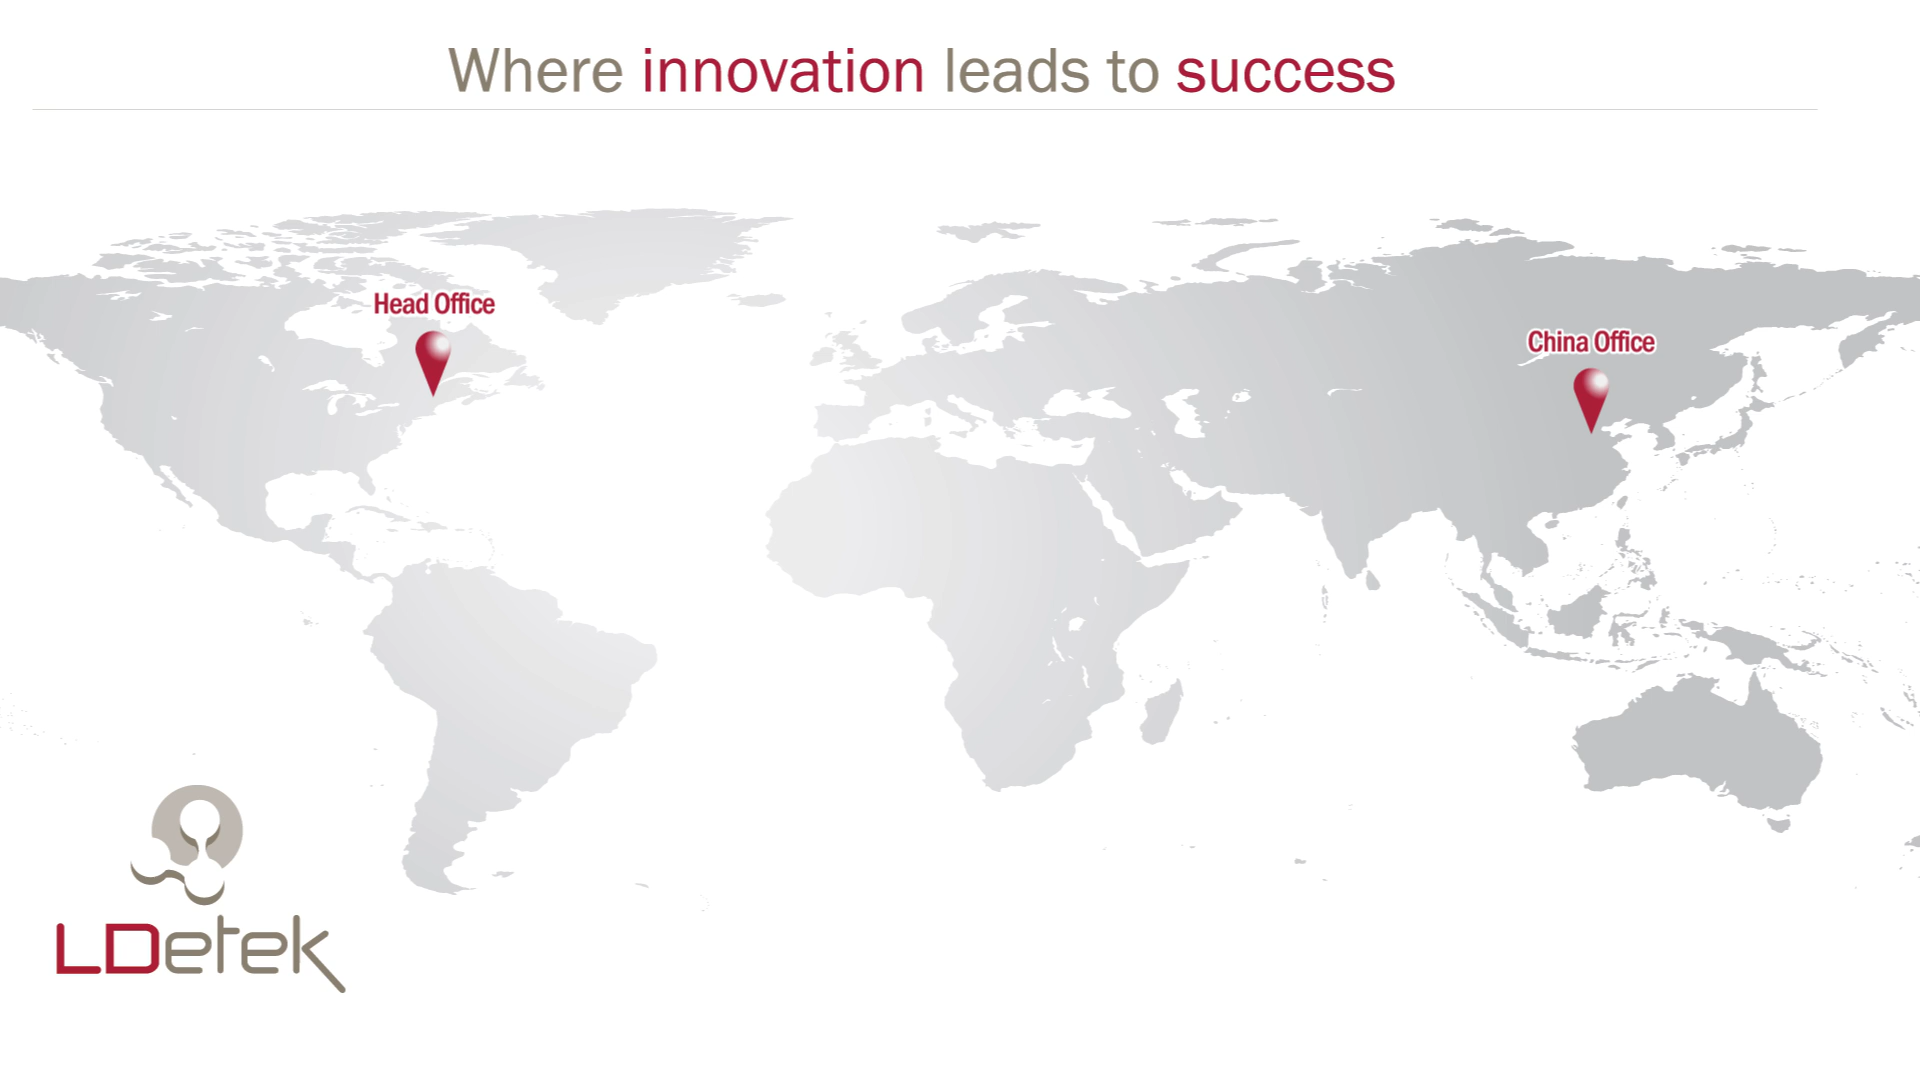 Where innovation leads to success
Head Office
China Office
LDetek